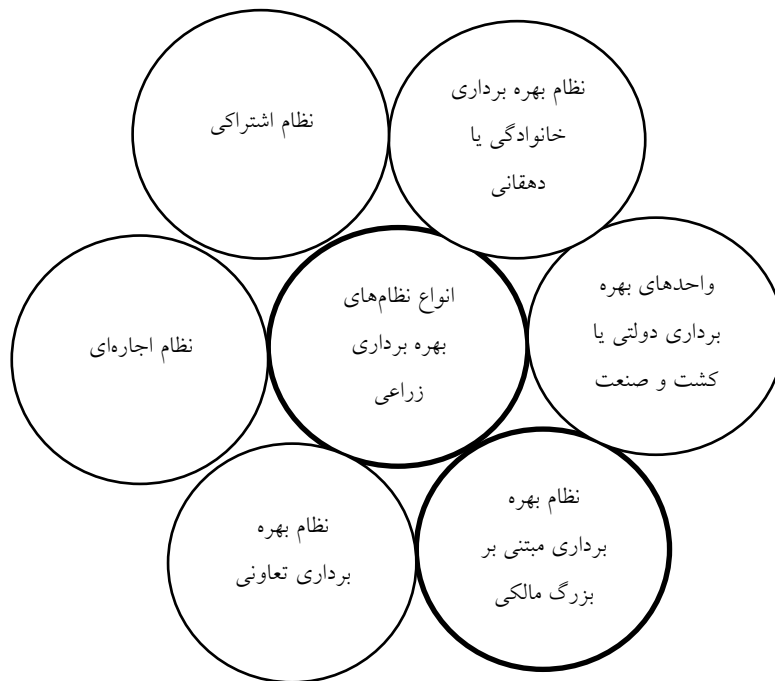 نظام بهره برداری
خانوادگی یا
دهقانی
نظام اشتراکی
واحدهای بهره
برداری دولتی یا
کشت و صنعت
انواع نظام‌های
بهره برداری
زراعی
نظام اجاره‌ای
نظام بهره
برداری مبتنی بر
بزرگ مالکی
نظام بهره
برداری تعاونی